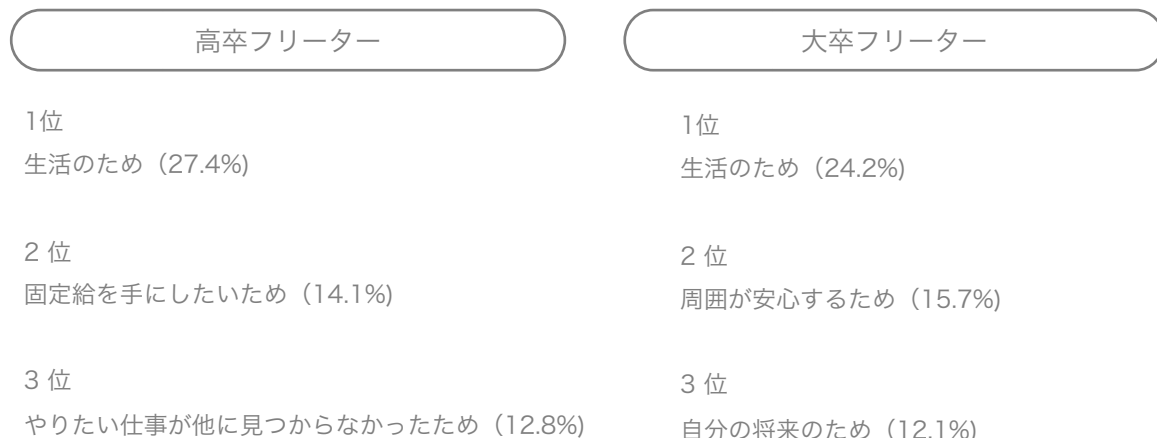 高卒フリーター
1位
生活のため（27.4%)
2 位
固定給を手にしたいため（14.1%)
3 位
やりたい仕事が他に見つからなかったため（12.8%)
大卒フリーター
1位
生活のため（24.2%)
2 位
周囲が安心するため（15.7%)
3 位
自分の将来のため（12.1%)